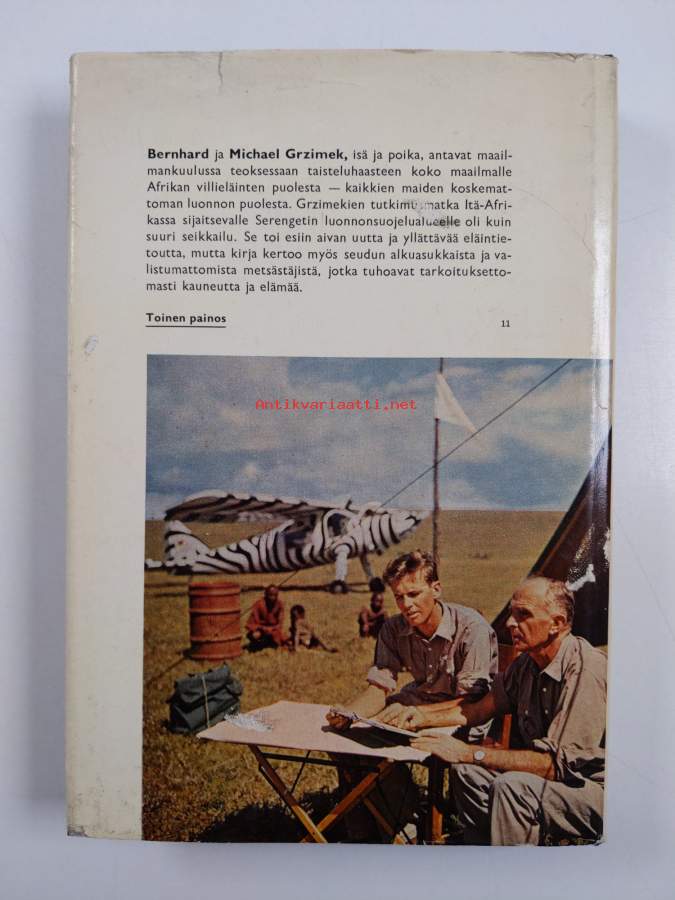 Bernhard ja Michael Grzimek, isä ja poika, antavat maail-
mankuulussa teoksessaan taisteluhaasteen koko maailmalle
Afrikan villieläinten puolesta — kaikkien maiden koskemat-
toman luonnon puolesta. Grzimekien tutkimusmatka Itä-Afri-
kassa sijaitsevalle Serengetin luonnonsuojelualueelle oli kuin
suuri seikkailu. Se toi esiin aivan uutta ja yllättävää eläintie-
toutta, mutta kirja kertoo myös seudun alkuasukkaista ja va-
listumattomista metsästäjistä, jotka tuhoavat tarkoituksetto-
masti kauneutta ja elämää.
Toinen painos 11
Antikvariaatti.net